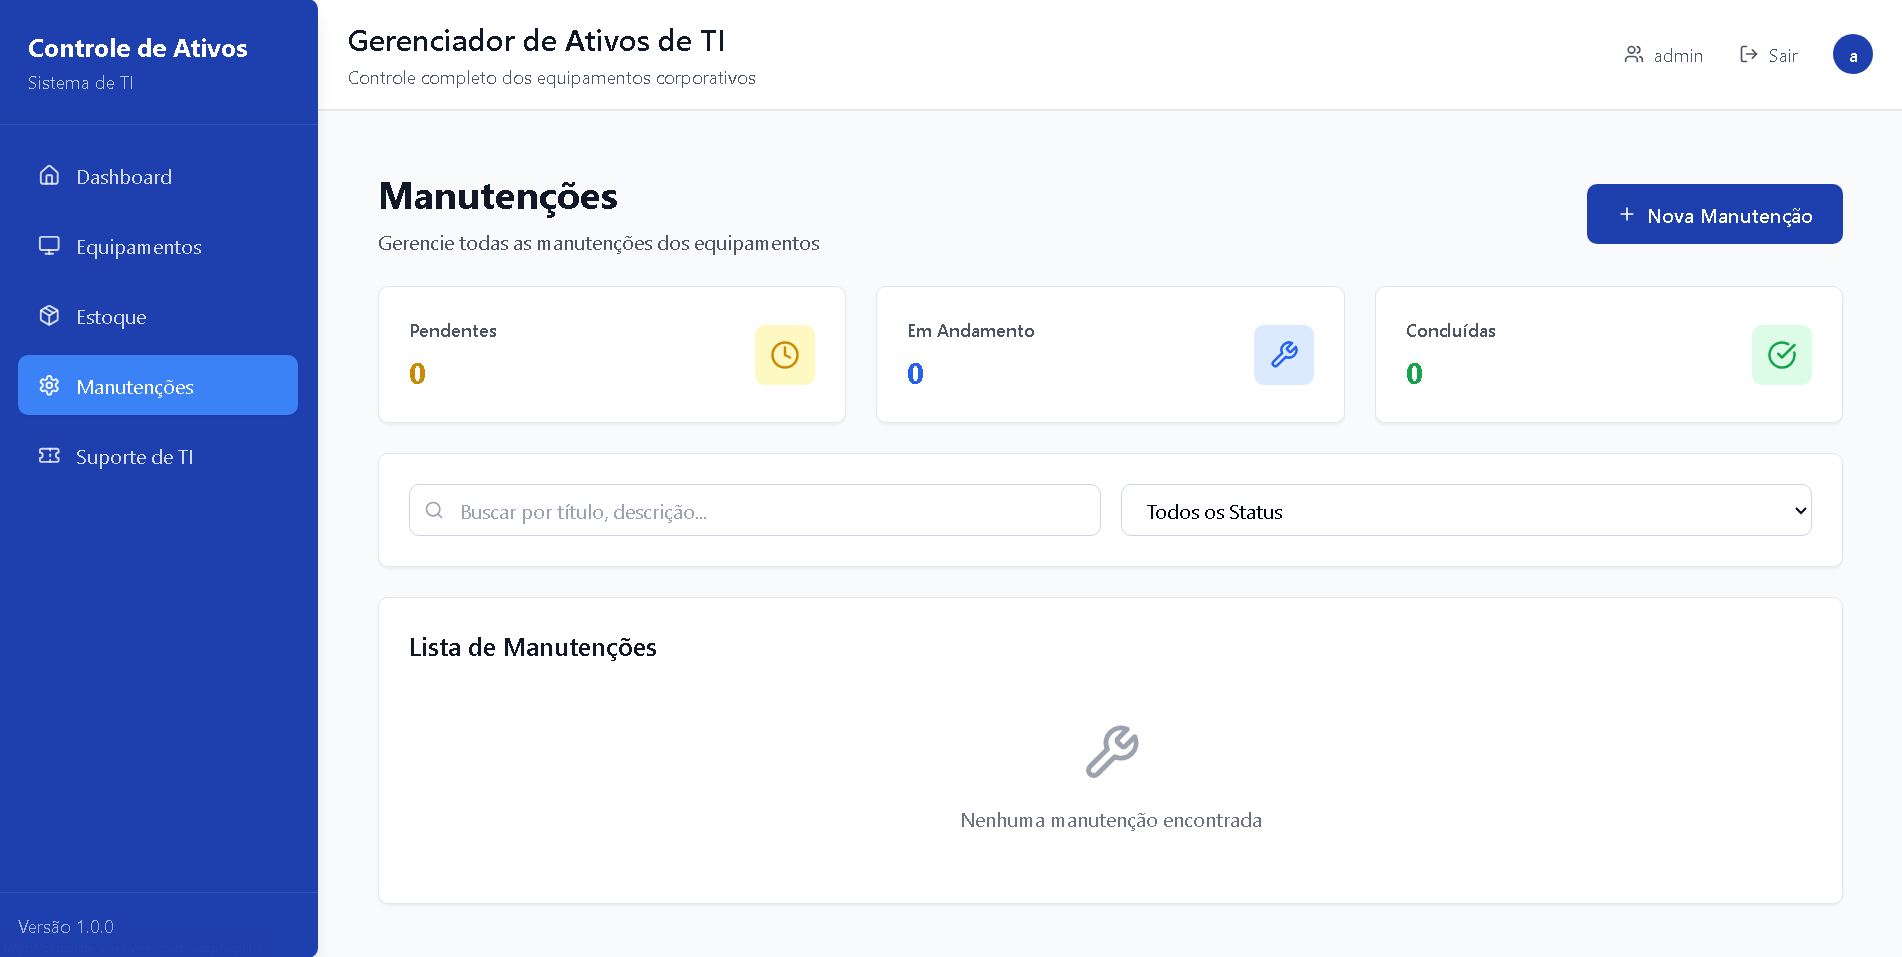 Controle de Ativos
Sistema de TI
Dashboard
Equipamentos
Estoque
Manutenções
Suporte de TI
Versão 1.0.0
Gerenciador de Ativos de TI
Controle completo dos equipamentos corporativos
admin
Sair
a
Manutenções
Gerencie todas as manutenções dos equipamentos
+ Nova Manutenção
Pendentes
0
Em Andamento
0
Concluídas
0
Buscar por título, descrição...
Todos os Status
Lista de Manutenções
Nenhuma manutenção encontrada